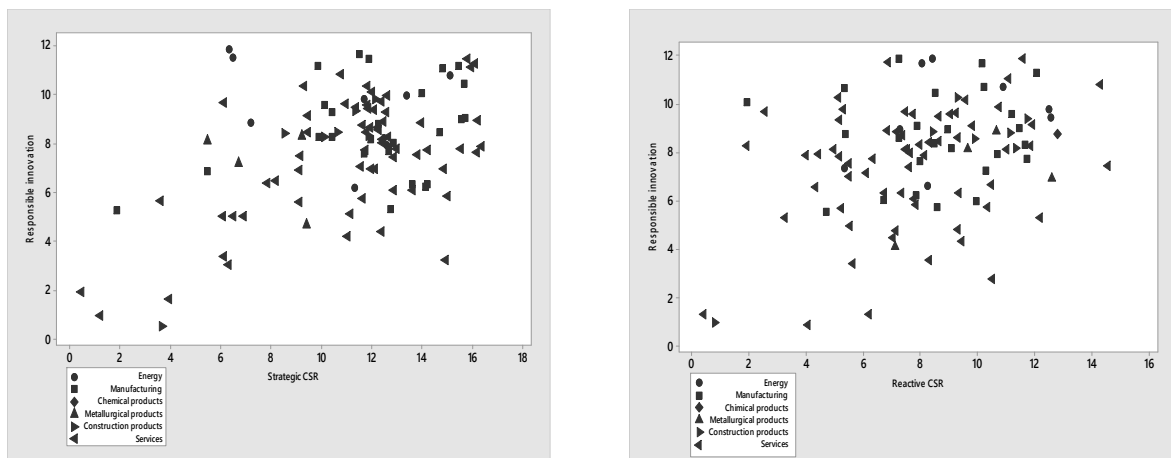 12
10
8
6
4
2
0
Responsible innovation
0 2 4 6 8 10 12 14 16 18
Strategic CSR
Energy
Manufacturing
Chemical products
Metallurgical products
Construction products
Services
12
10
8
6
4
2
0
Responsible innovation
0 2 4 6 8 10 12 14 16
Reactive CSR
Energy
Manufacturing
Chimical products
Metallurgical products
Construction products
Services